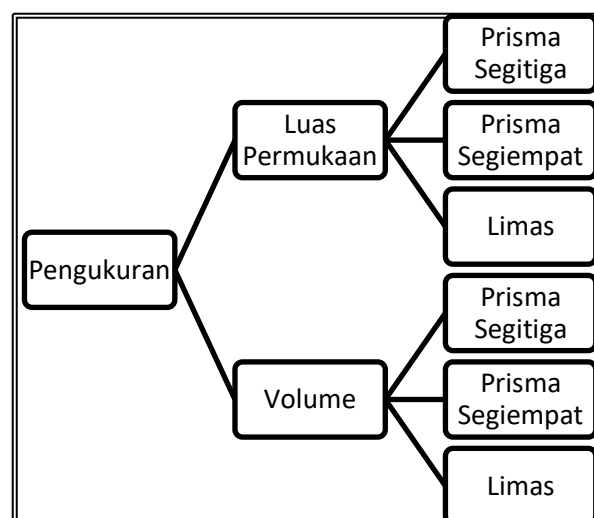 Pengukuran
Luas
Permukaan
Prisma
Segitiga
Prisma
Segiempat
Limas
Volume
Prisma
Segitiga
Prisma
Segiempat
Limas